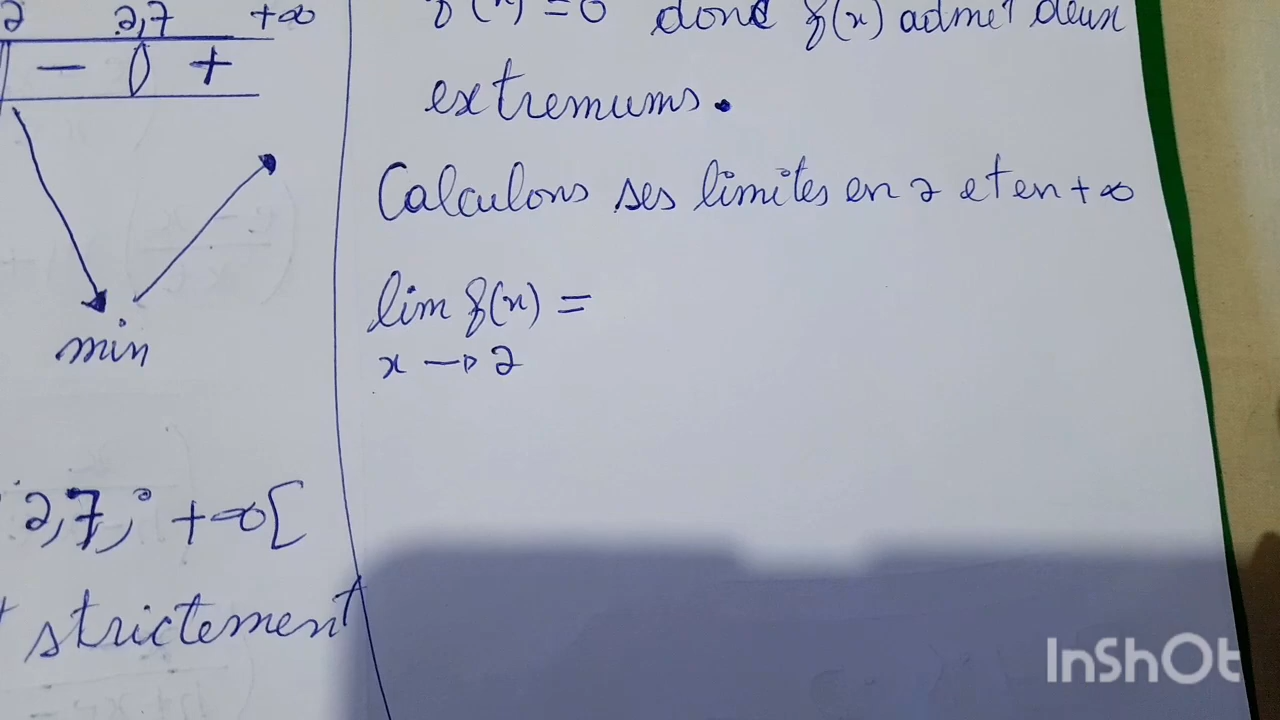 2 2,7 +∞
- 0 +
min
2,7; +∞[
strictement
f'(x) = 0 donc f(x) admet deux
extremums.
Calculons ses limites en 2 et en +∞
lim f(x) =
x → 2
InShOt